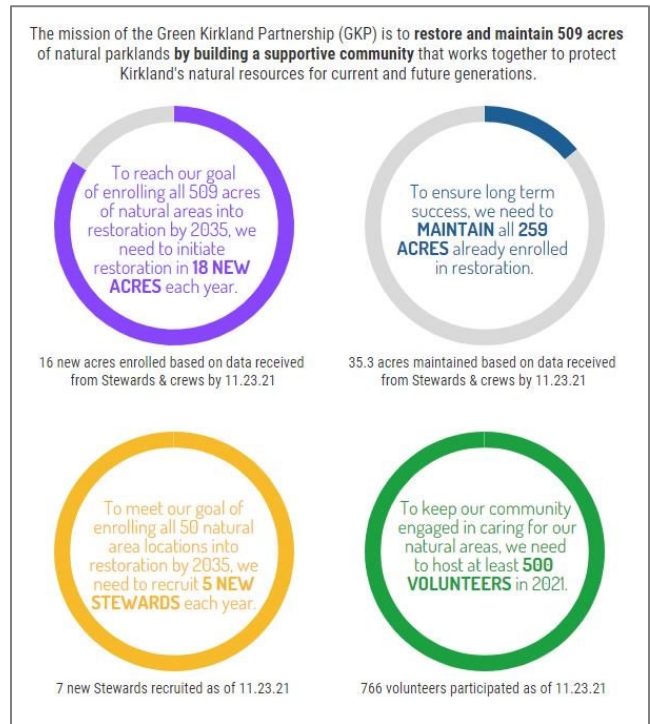 The mission of the Green Kirkland Partnership (GKP) is to restore and maintain 509 acres
of natural parklands by building a supportive community that works together to protect
Kirkland's natural resources for current and future generations.
To reach our goal
of enrolling all 509 acres
of natural areas into
restoration by 2035, we
need to initiate
restoration in 18 NEW
ACRES each year.
16 new acres enrolled based on data received
from Stewards & crews by 11.23.21
To ensure long term
success, we need to
MAINTAIN all 259
ACRES already enrolled
in restoration.
35.3 acres maintained based on data received
from Stewards & crews by 11.23.21
To meet our goal of
enrolling all 50 natural
area locations into
restoration by 2035, we
need to recruit 5 NEW
STEWARDS each year.
7 new Stewards recruited as of 11.23.21
To keep our community
engaged in caring for our
natural areas, we need
to host at least 500
VOLUNTEERS in 2021.
766 volunteers participated as of 11.23.21